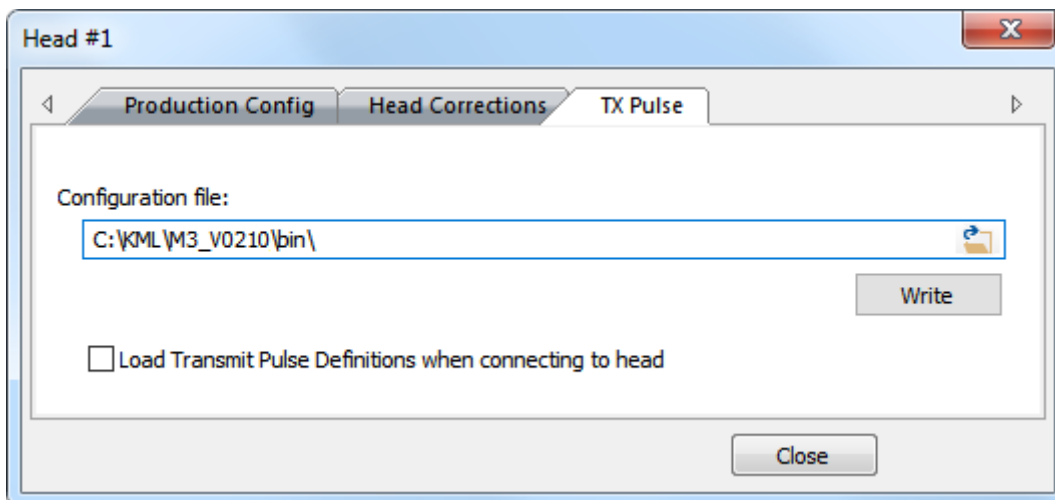 Head #1
Production Config Head Corrections TX Pulse
Configuration file:
C:\KML\M3_V0210\bin\
Write
Load Transmit Pulse Definitions when connecting to head
Close